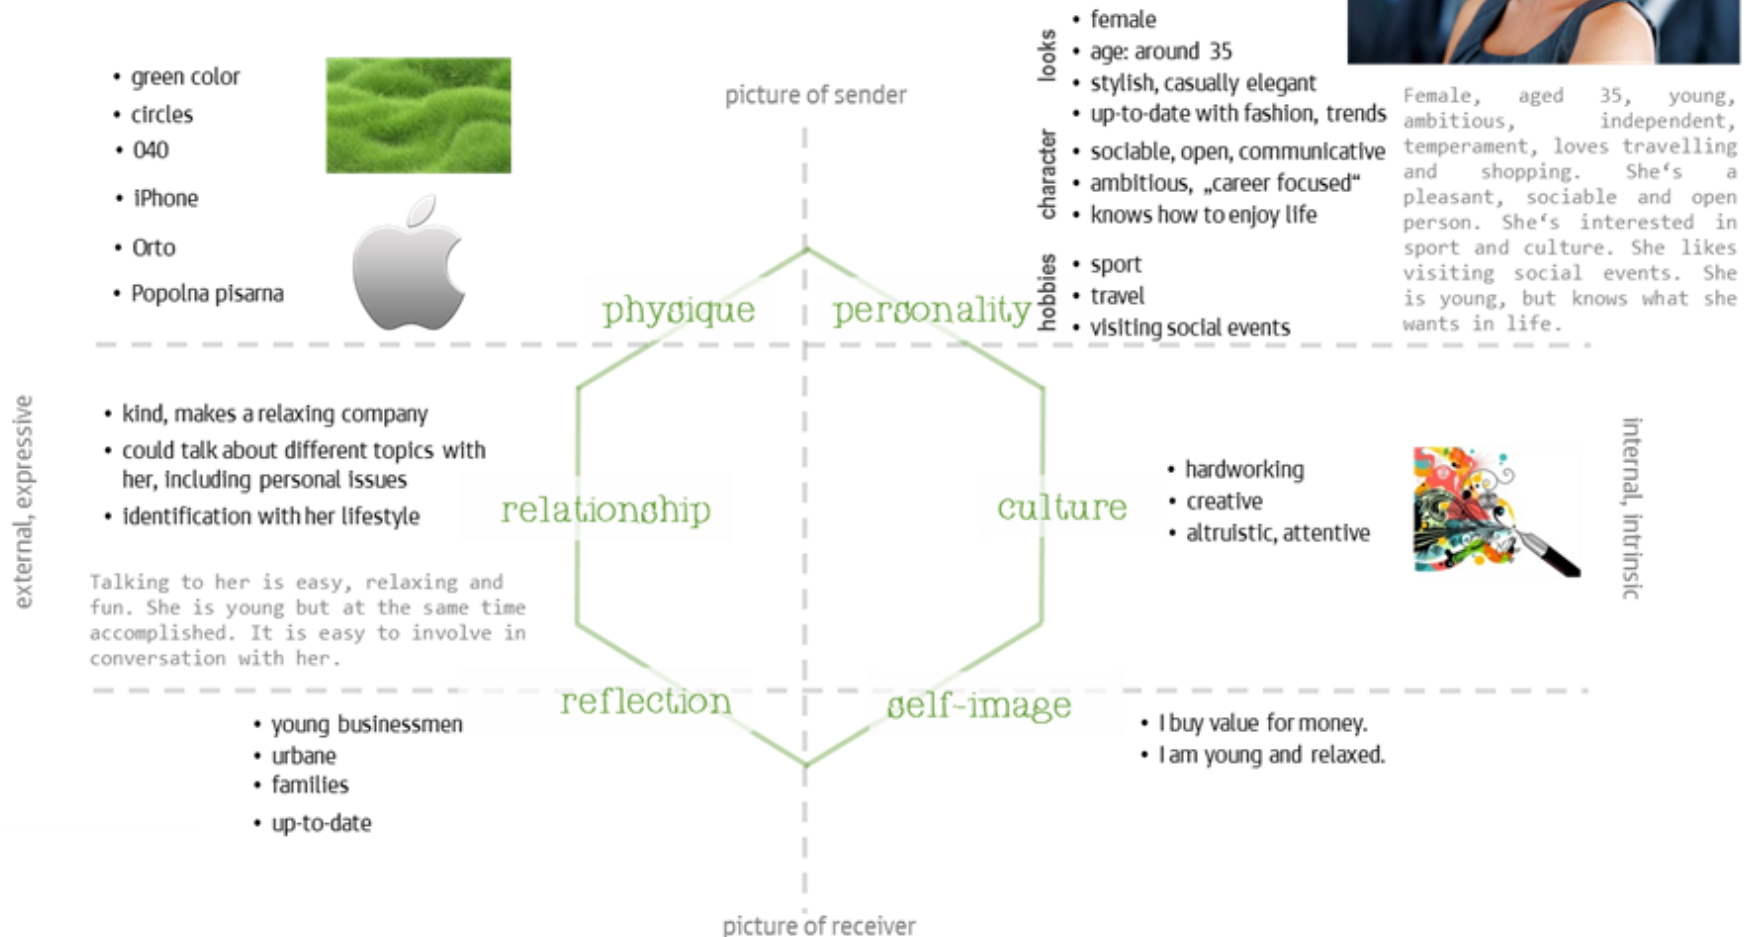 • green color
• circles
• 040
• iPhone
• Orto
• Popolna pisarna
picture of sender
looks
• female
• age: around 35
• stylish, casually elegant
• up-to-date with fashion, trends
character
• sociable, open, communicative
• ambitious, „career focused“
• knows how to enjoy life
hobbies
• sport
• travel
• visiting social events
Female, aged 35, young,
ambitious, independent,
temperament, loves travelling
and shopping. She‘s a
pleasant, sociable and open
person. She‘s interested in
sport and culture. She likes
visiting social events. She
is young, but knows what she
wants in life.
physique
personality
external, expressive
• kind, makes a relaxing company
• could talk about different topics with
her, including personal issues
• identification with her lifestyle
relationship
Talking to her is easy, relaxing and
fun. She is young but at the same time
accomplished. It is easy to involve in
conversation with her.
culture
• hardworking
• creative
• altruistic, attentive
internal, intrinsic
reflection
• young businessmen
• urbane
• families
• up-to-date
self-image
• I buy value for money.
• I am young and relaxed.
picture of receiver